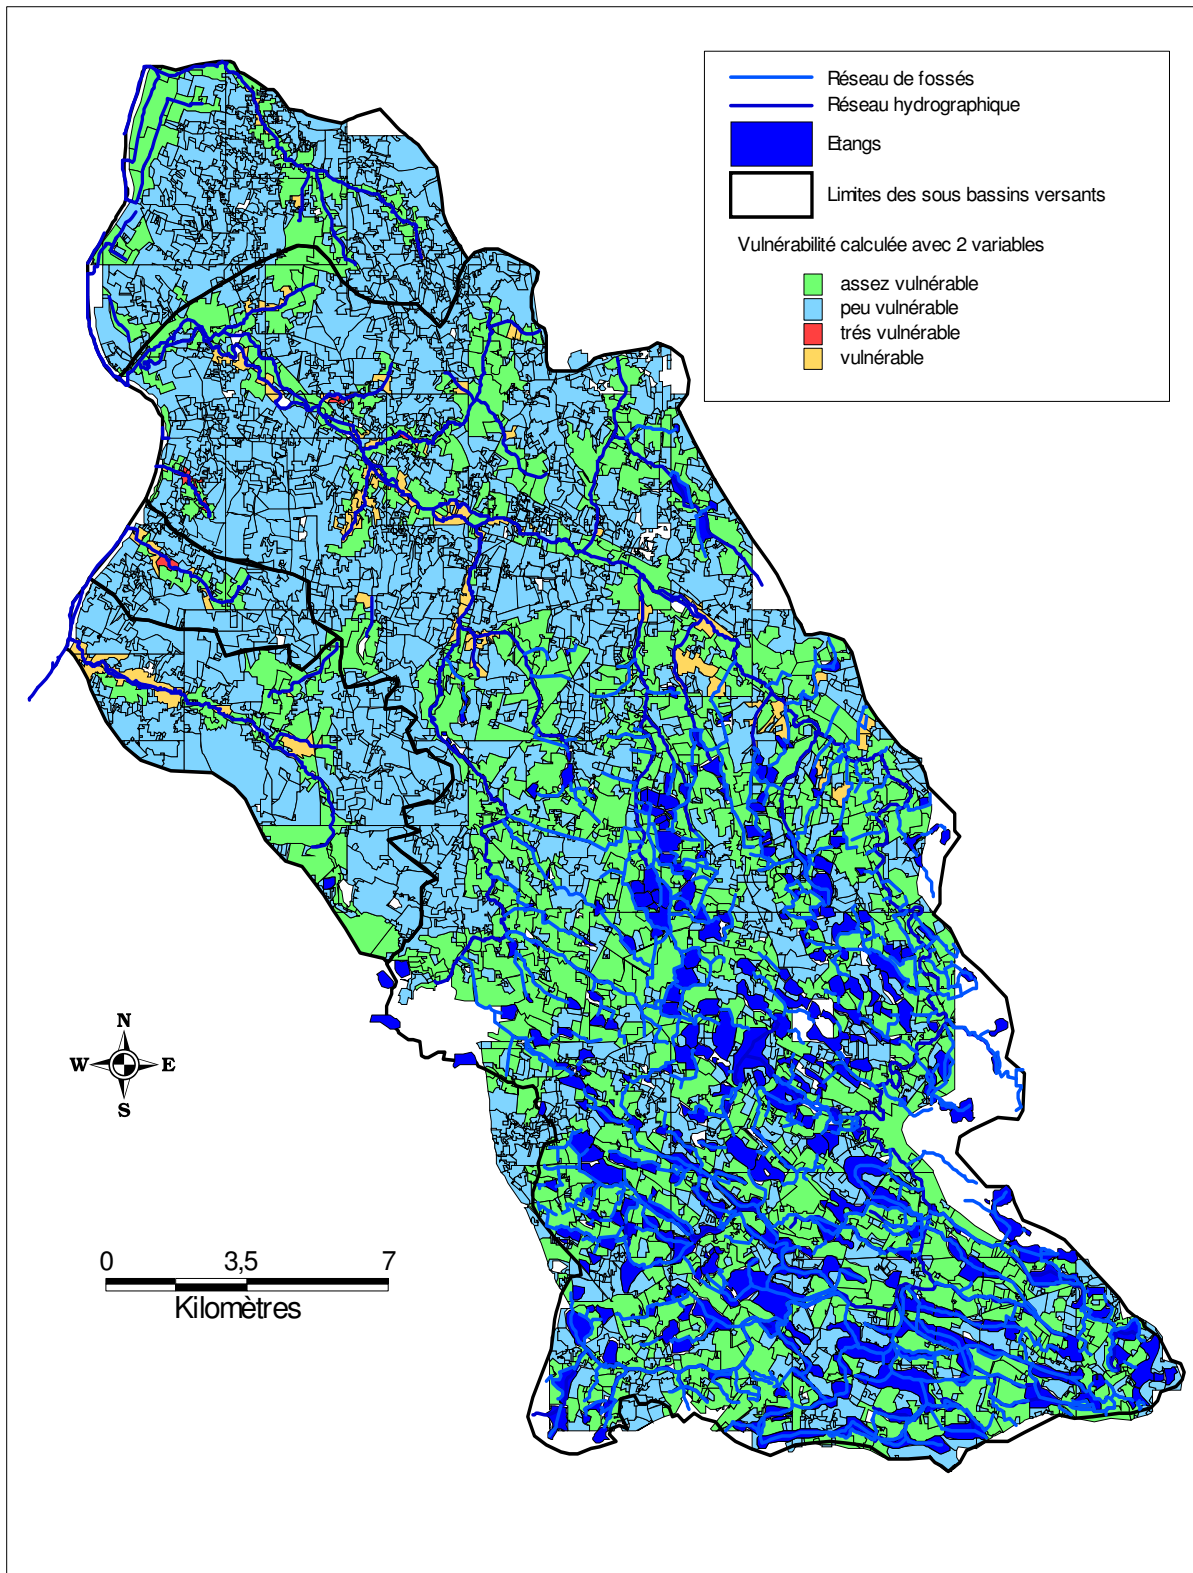 Réseau de fossés
Réseau hydrographique
Etangs
Limites des sous bassins versants
Vulnérabilité calculée avec 2 variables
assez vulnérable
peu vulnérable
trés vulnérable
vulnérable
N
W E
S
0 3,5 7
Kilomètres